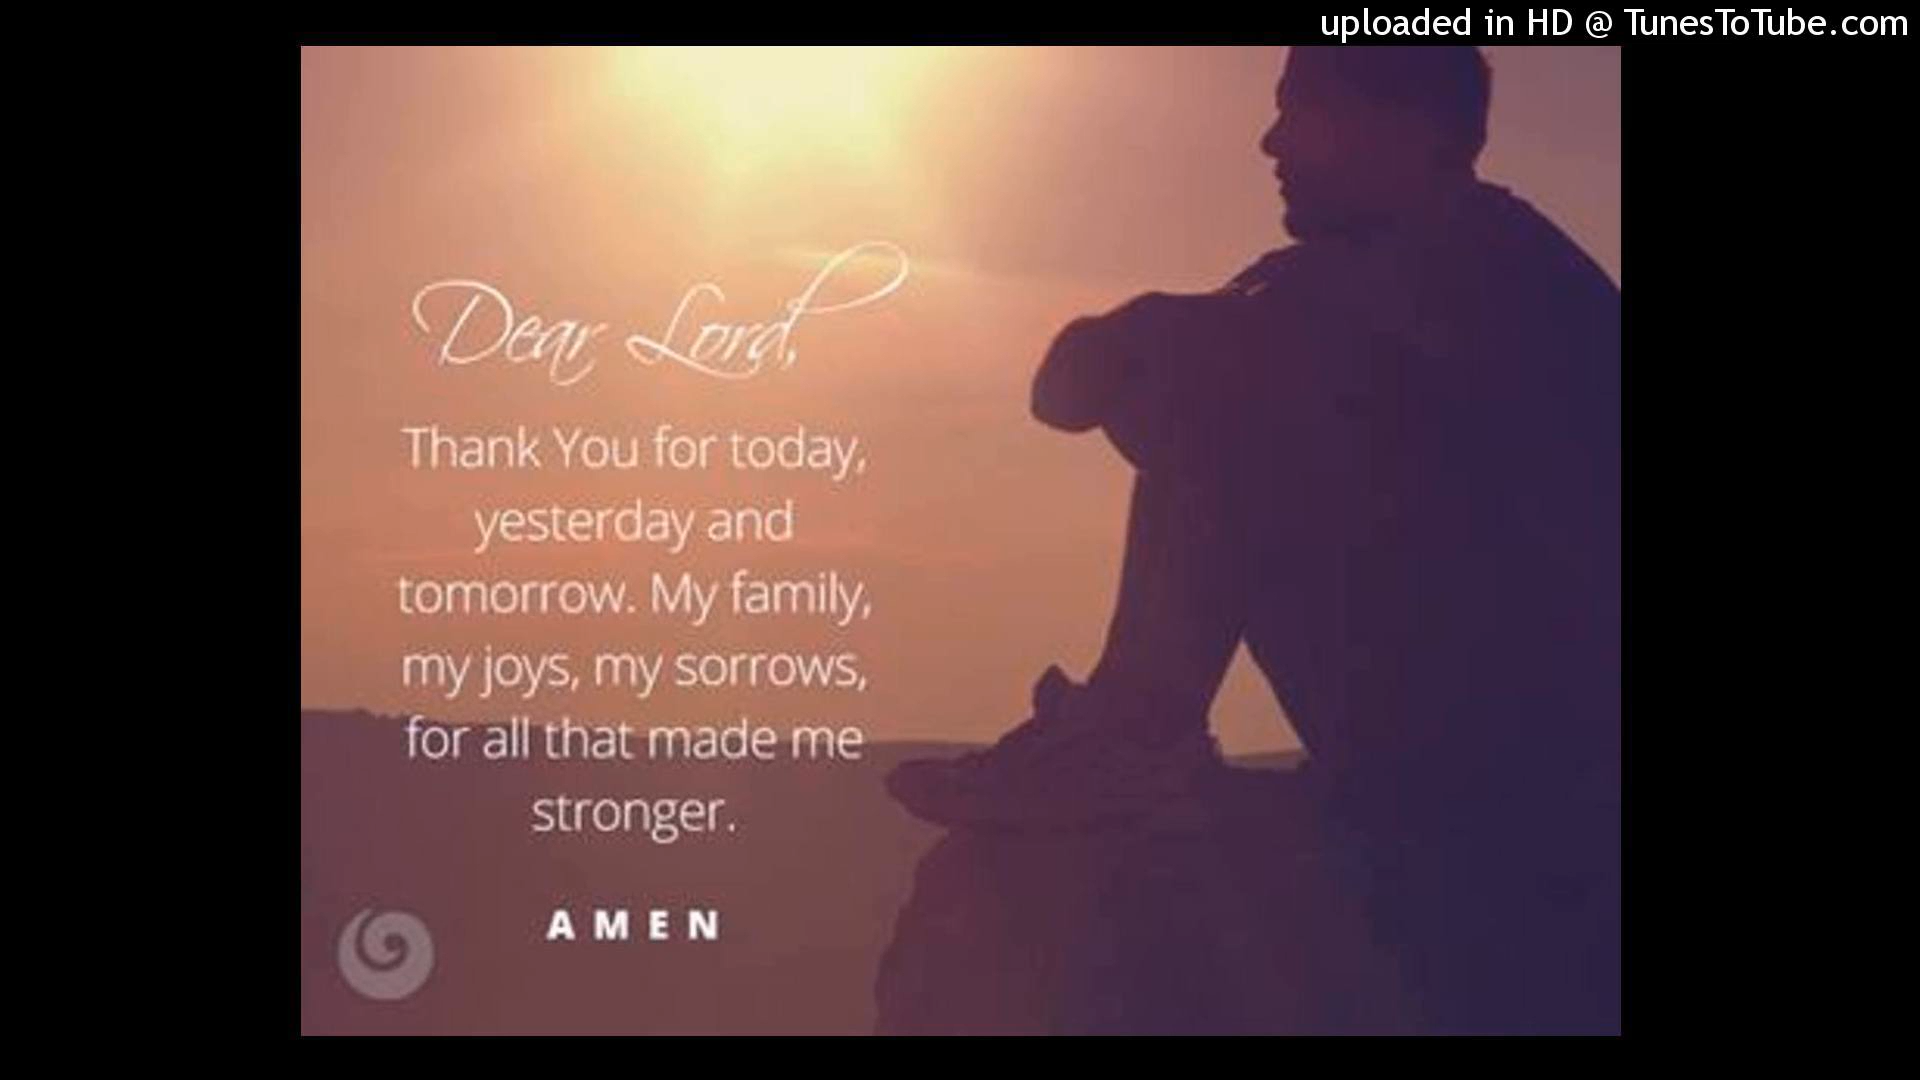 uploaded in HD @ TunesToTube.com
Dear Lord,
Thank You for today,
yesterday and
tomorrow. My family,
my joys, my sorrows,
for all that made me
stronger.
AMEN